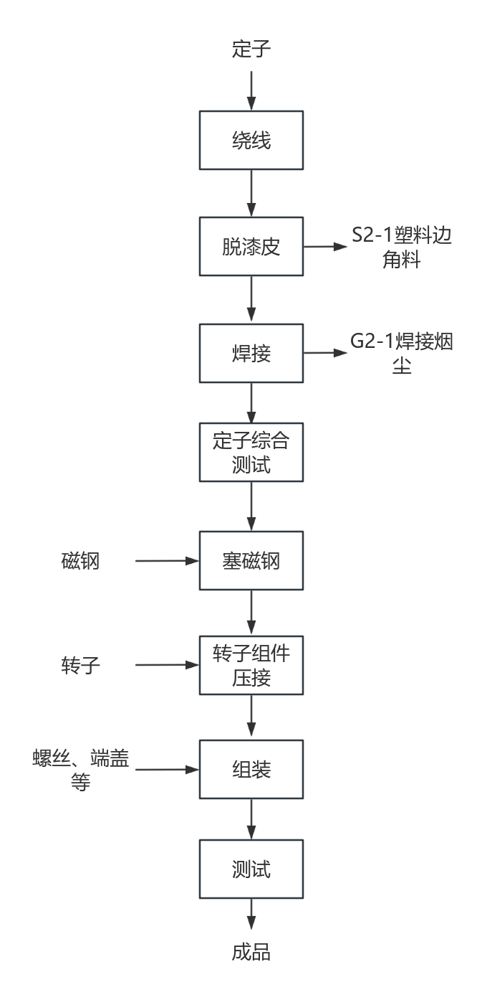 定子
绕线
脱漆皮
S2-1塑料边
角料
焊接
G2-1焊接烟
尘
定子综合
测试
磁钢
塞磁钢
转子
转子组件
压接
螺丝、端盖
等
组装
测试
成品